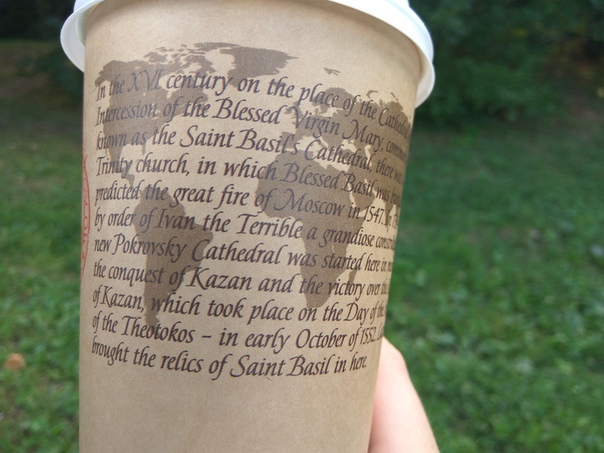 In the XVI century on the place of the
Intercession of the Blessed Virgin Mary,
known as the Saint Basil's Cathedral, there
Trinity church, in which Blessed Basil was
predicted the great fire of Moscow in 1547.
by order of Ivan the Terrible a grandiose
new Pokrovsky Cathedral was started here in
the conquest of Kazan and the victory over the
of Kazan, which took place on the Day of the
of the Theotokos – in early October of 1552.
brought the relics of Saint Basil in here.